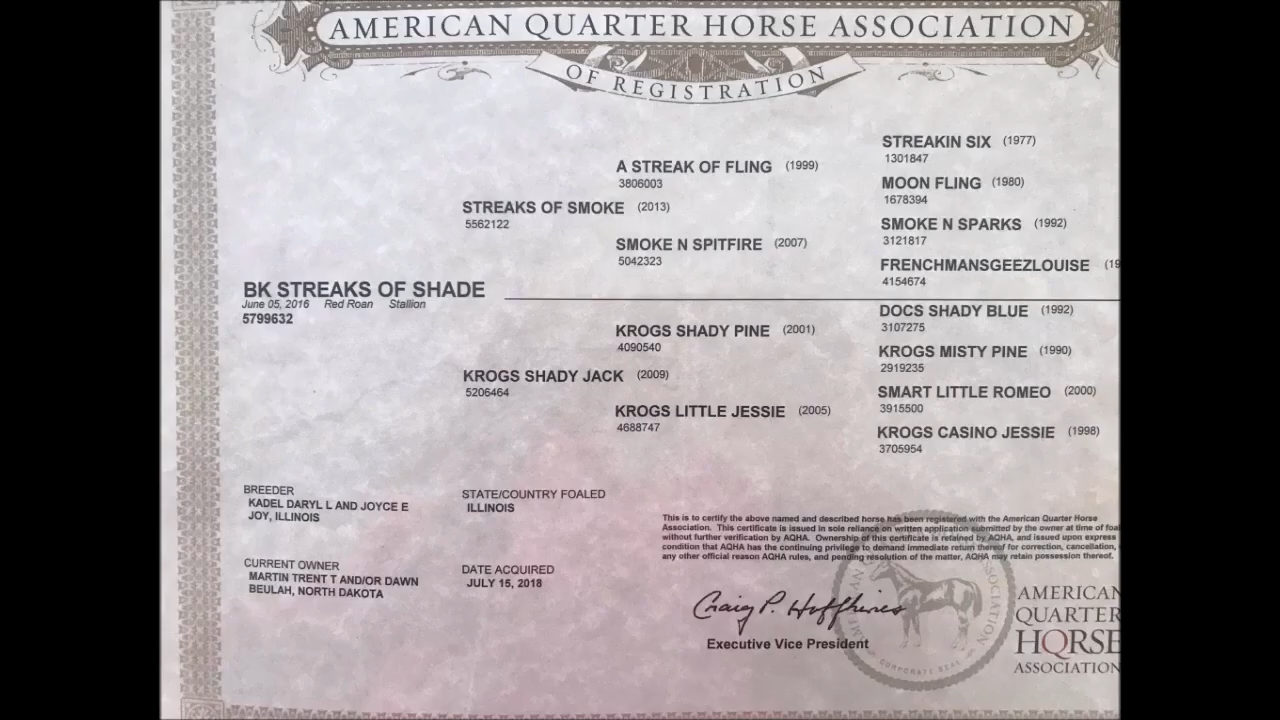 AMERICAN QUARTER HORSE ASSOCIATION
OF REGISTRATION
STREAKIN SIX (1977)
1301847
A STREAK OF FLING (1999)
3806003
MOON FLING (1980)
1678394
STREAKS OF SMOKE (2013)
5562122
SMOKE N SPARKS (1992)
3121817
SMOKE N SPITFIRE (2007)
5042323
FRENCHMANSGEEZLOUISE (19
4154674
BK STREAKS OF SHADE
June 05, 2016 Red Roan Stallion
5799632
DOCS SHADY BLUE (1992)
3107275
KROGS SHADY PINE (2001)
4090540
KROGS MISTY PINE (1990)
2919235
KROGS SHADY JACK (2009)
5206464
SMART LITTLE ROMEO (2000)
3915500
KROGS LITTLE JESSIE (2005)
4688747
KROGS CASINO JESSIE (1998)
3705954
BREEDER
KADEL DARYL L AND JOYCE E
JOY, ILLINOIS
STATE/COUNTRY FOALED
ILLINOIS
CURRENT OWNER
MARTIN TRENT T AND/OR DAWN
BEULAH, NORTH DAKOTA
DATE ACQUIRED
JULY 15, 2018
This is to certify the above named and described horse has been registered with the American Quarter Horse
Association. This certificate is issued in sole reliance on written application submitted by the owner at time of foal
without further verification by AQHA. Ownership of this certificate is retained by AQHA, and issued upon express
condition that AQHA has the continuing privilege to demand immediate return thereof for correction, cancellation,
any other official reason AQHA rules, and pending resolution of the matter, AQHA may retain possession thereof.
Craig P. Huffhines
Executive Vice President
CORPORATE SEAL
ASSOCIATION
AMERICAN
QUARTER
HORSE
ASSOCIATION